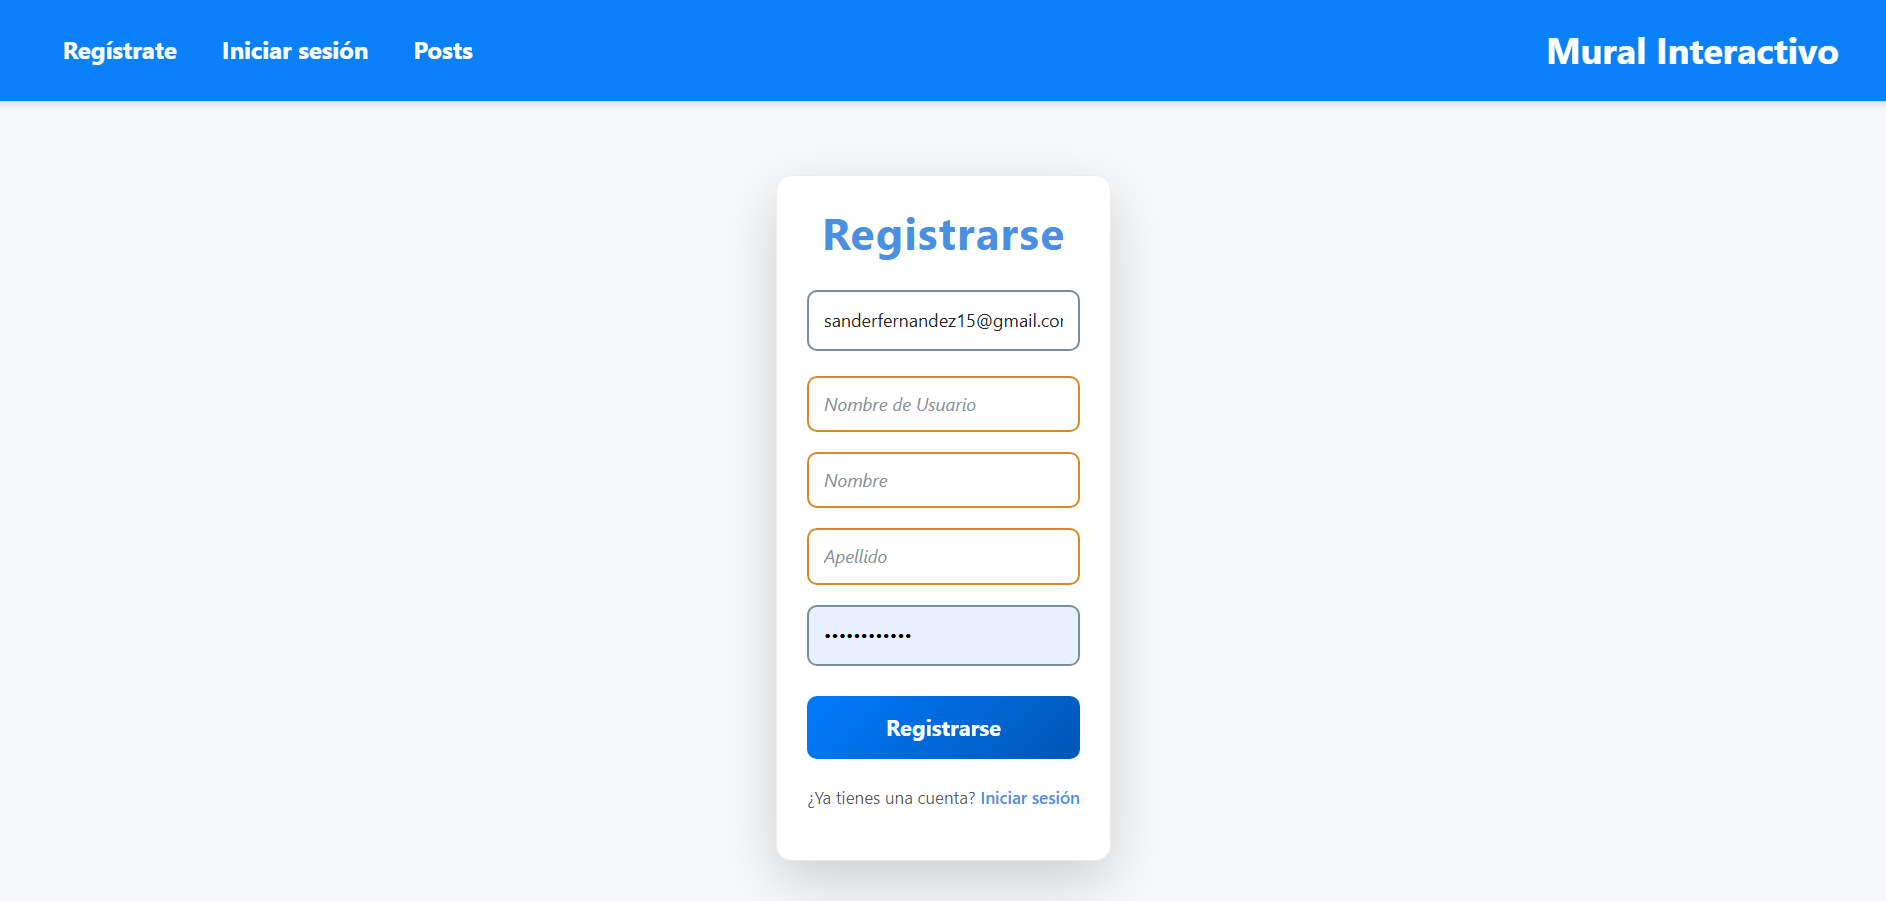 Regístrate Iniciar sesión Posts Mural Interactivo
Registrarse
sanderfernandez15@gmail.co
Nombre de Usuario
Nombre
Apellido
••••••••••••
Registrarse
¿Ya tienes una cuenta? Iniciar sesión